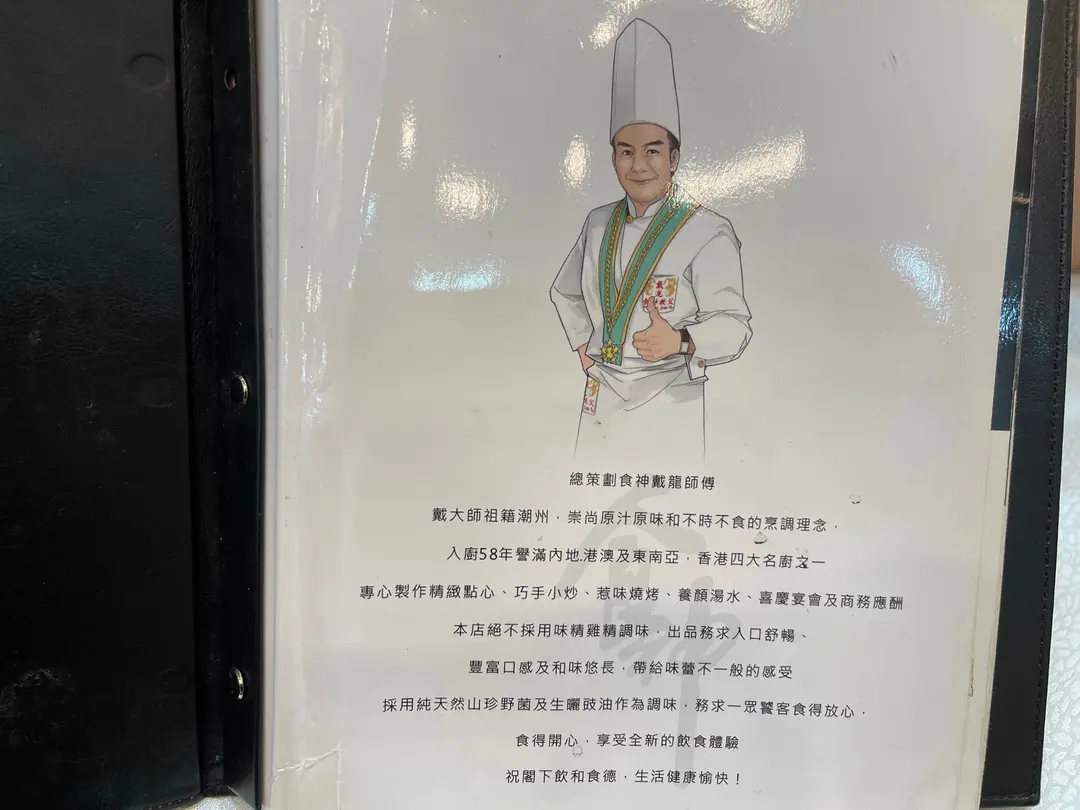 總策劃食神戴龍師傅
戴大師祖籍潮州，崇尚原汁原味和不時不食的烹調理念，
入廚58年譽滿內地.港澳及東南亞，香港四大名廚之一
專心製作精緻點心、巧手小炒、惹味燒烤、養顏湯水、喜慶宴會及商務應酬
本店絕不採用味精雞精調味，出品務求入口舒暢、
豐富口感及和味悠長，帶給味蕾不一般的感受
採用純天然山珍野菌及生曬豉油作為調味，務求一眾饕客食得放心，
食得開心，享受全新的飲食體驗
祝閣下飲和食德，生活健康愉快！